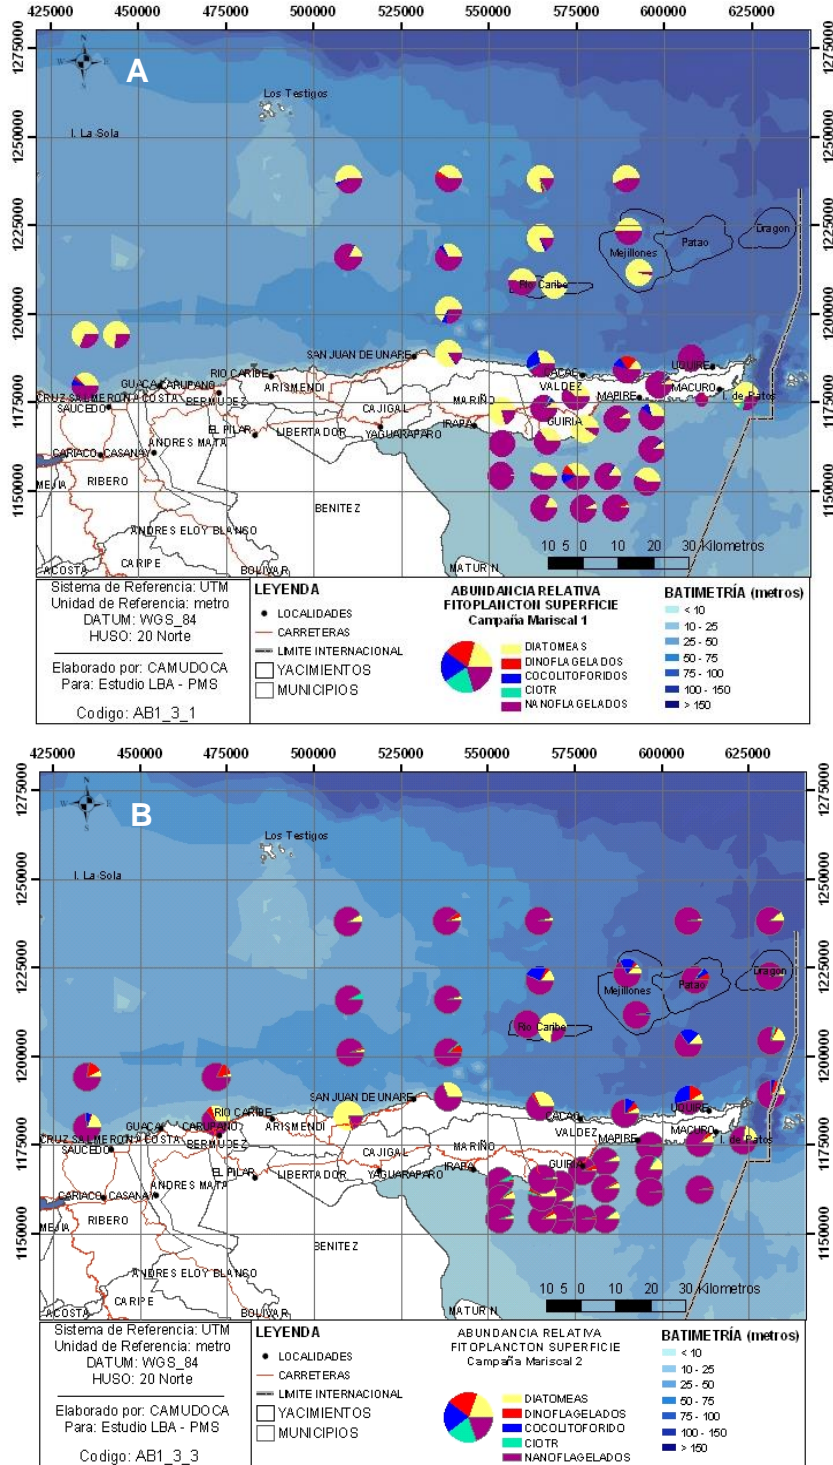 425000 450000 475000 500000 525000 550000 575000 600000 625000
1275000
1250000
1225000
1200000
1175000
1150000
A
N
Los Testigos
I. La Sola
Dragon
Patao
Mejillones
Rio Caribe
SAN JUAN DE UNARE
UQUIRE
RIO CARIBE
CACAO
GUACA CARUPANO
ARISMENDI
VALDEZ
MACURO
CRUZ SALMERON ACOSTA
BERMUDEZ
MARIÑO
MAPIRE
I. de Patos
SAUCEDO
CAJIGAL
GUIRIA
EL PILAR
LIBERTADOR
YAGUARAPARO
IRAPA
ANDRES MATA
CARIACO CASANAY
MEJIA
RIBERO
BENITEZ
ANDRES ELOY BLANCO
ACOSTA
CARIPE
BOLIVAR
MATURIN
10 5 0 10 20 30 Kilometros
Sistema de Referencia: UTM
Unidad de Referencia: metro
DATUM: WGS_84
HUSO: 20 Norte
Elaborado por: CAMUDOCA
Para: Estudio LBA - PMS
Codigo: AB1_3_1
LEYENDA
LOCALIDADES
CARRETERAS
LIMITE INTERNACIONAL
YACIMIENTOS
MUNICIPIOS
ABUNDANCIA RELATIVA
FITOPLANCTON SUPERFICIE
Campaña Mariscal 1
DIATOMEAS
DINOFLAGELADOS
COCOLITOFORIDOS
CIOTR
NANOFLAGELADOS
BATIMETRÍA (metros)
< 10
10 - 25
25 - 50
50 - 75
75 - 100
100 - 150
> 150
425000 450000 475000 500000 525000 550000 575000 600000 625000
1275000
1250000
1225000
1200000
1175000
1150000
B
N
Los Testigos
I. La Sola
Dragon
Patao
Mejillones
Rio Caribe
SAN JUAN DE UNARE
UQUIRE
RIO CARIBE
CACAO
GUACA CARUPANO
ARISMENDI
VALDEZ
MACURO
CRUZ SALMERON ACOSTA
BERMUDEZ
MARIÑO
MAPIRE
I. de Patos
SAUCEDO
CAJIGAL
GUIRIA
EL PILAR
LIBERTADOR
YAGUARAPARO
IRAPA
ANDRES MATA
CARIACO CASANAY
MEJIA
RIBERO
BENITEZ
ANDRES ELOY BLANCO
ACOSTA
CARIPE
BOLIVAR
MATURIN
10 5 0 10 20 30 Kilometros
Sistema de Referencia: UTM
Unidad de Referencia: metro
DATUM: WGS_84
HUSO: 20 Norte
Elaborado por: CAMUDOCA
Para: Estudio LBA - PMS
Codigo: AB1_3_3
LEYENDA
LOCALIDADES
CARRETERAS
LIMITE INTERNACIONAL
YACIMIENTOS
MUNICIPIOS
ABUNDANCIA RELATIVA
FITOPLANCTON SUPERFICIE
Campaña Mariscal 2
DIATOMEAS
DINOFLAGELADOS
COCOLITOFORIDO
CIOTR
NANOFLAGELADOS
BATIMETRÍA (metros)
< 10
10 - 25
25 - 50
50 - 75
75 - 100
100 - 150
> 150